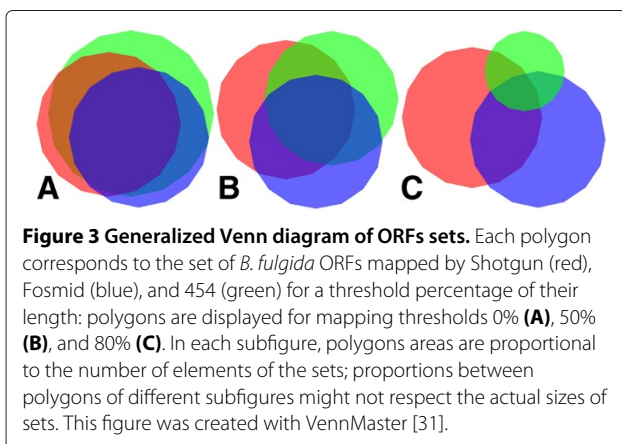 A B C
Figure 3 Generalized Venn diagram of ORFs sets. Each polygon
corresponds to the set of B. fulgida ORFs mapped by Shotgun (red),
Fosmid (blue), and 454 (green) for a threshold percentage of their
length: polygons are displayed for mapping thresholds 0% (A), 50%
(B), and 80% (C). In each subfigure, polygons areas are proportional
to the number of elements of the sets; proportions between
polygons of different subfigures might not respect the actual sizes of
sets. This figure was created with VennMaster [31].